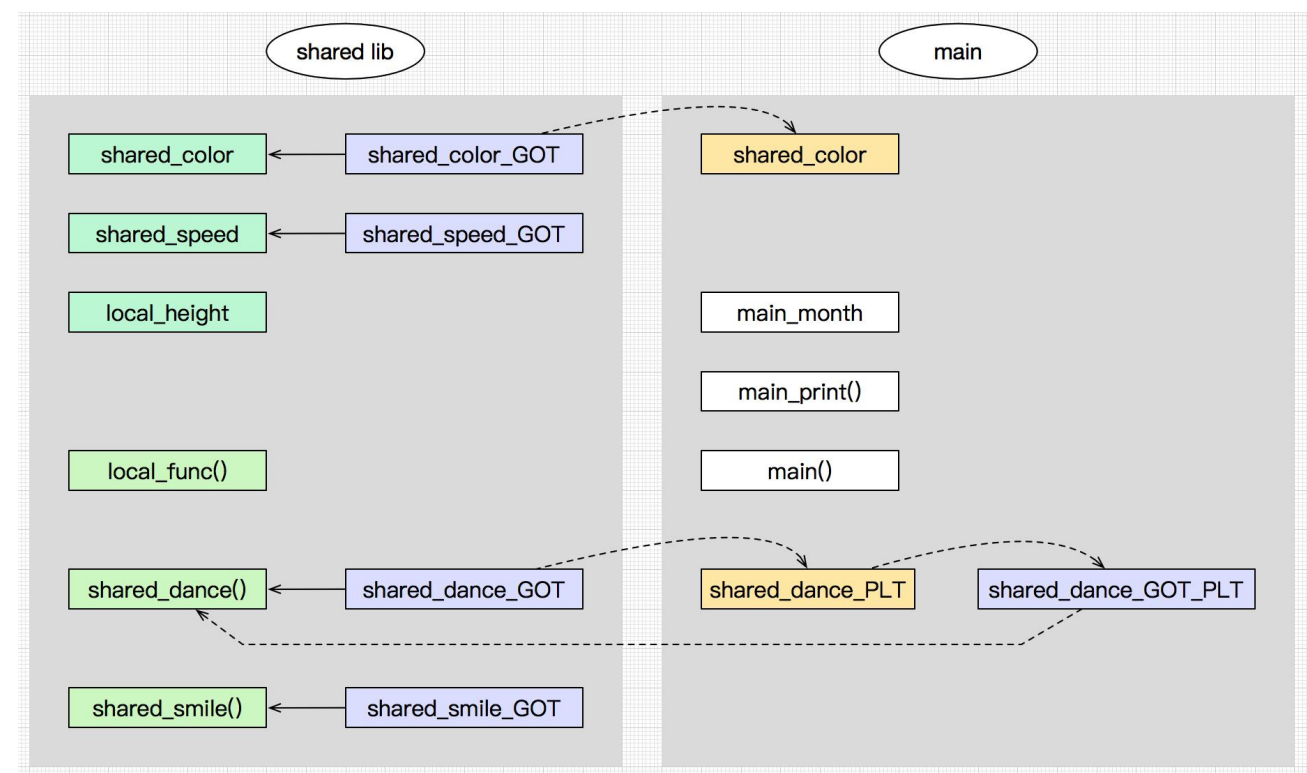 shared lib
main
shared_color
shared_color_GOT
shared_color
shared_speed
shared_speed_GOT
local_height
main_month
main_print()
local_func()
main()
shared_dance()
shared_dance_GOT
shared_dance_PLT
shared_dance_GOT_PLT
shared_smile()
shared_smile_GOT